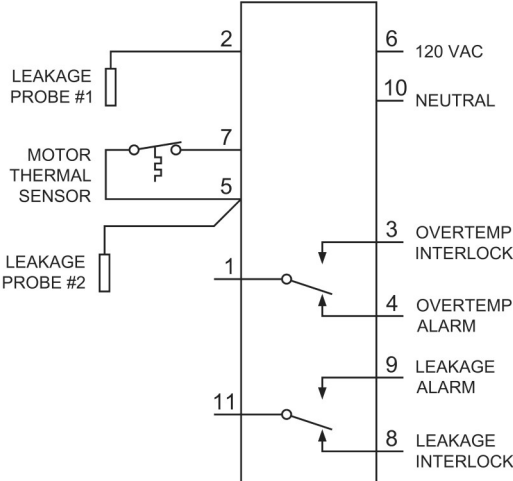 2
6
120 VAC
LEAKAGE
PROBE #1
10
NEUTRAL
7
MOTOR
THERMAL
SENSOR
5
3
OVERTEMP
INTERLOCK
LEAKAGE
PROBE #2
1
4
OVERTEMP
ALARM
9
LEAKAGE
ALARM
11
8
LEAKAGE
INTERLOCK